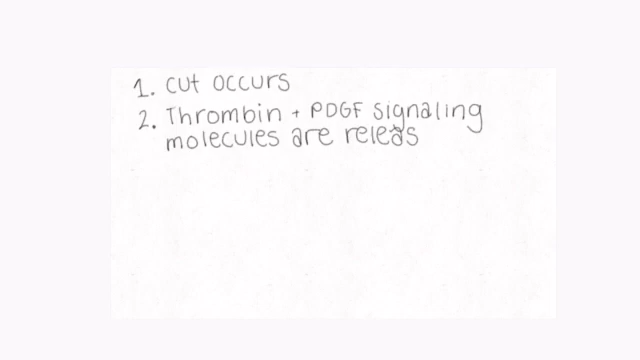 1. cut occurs
2. Thrombin + PDGF signaling
molecules are releas